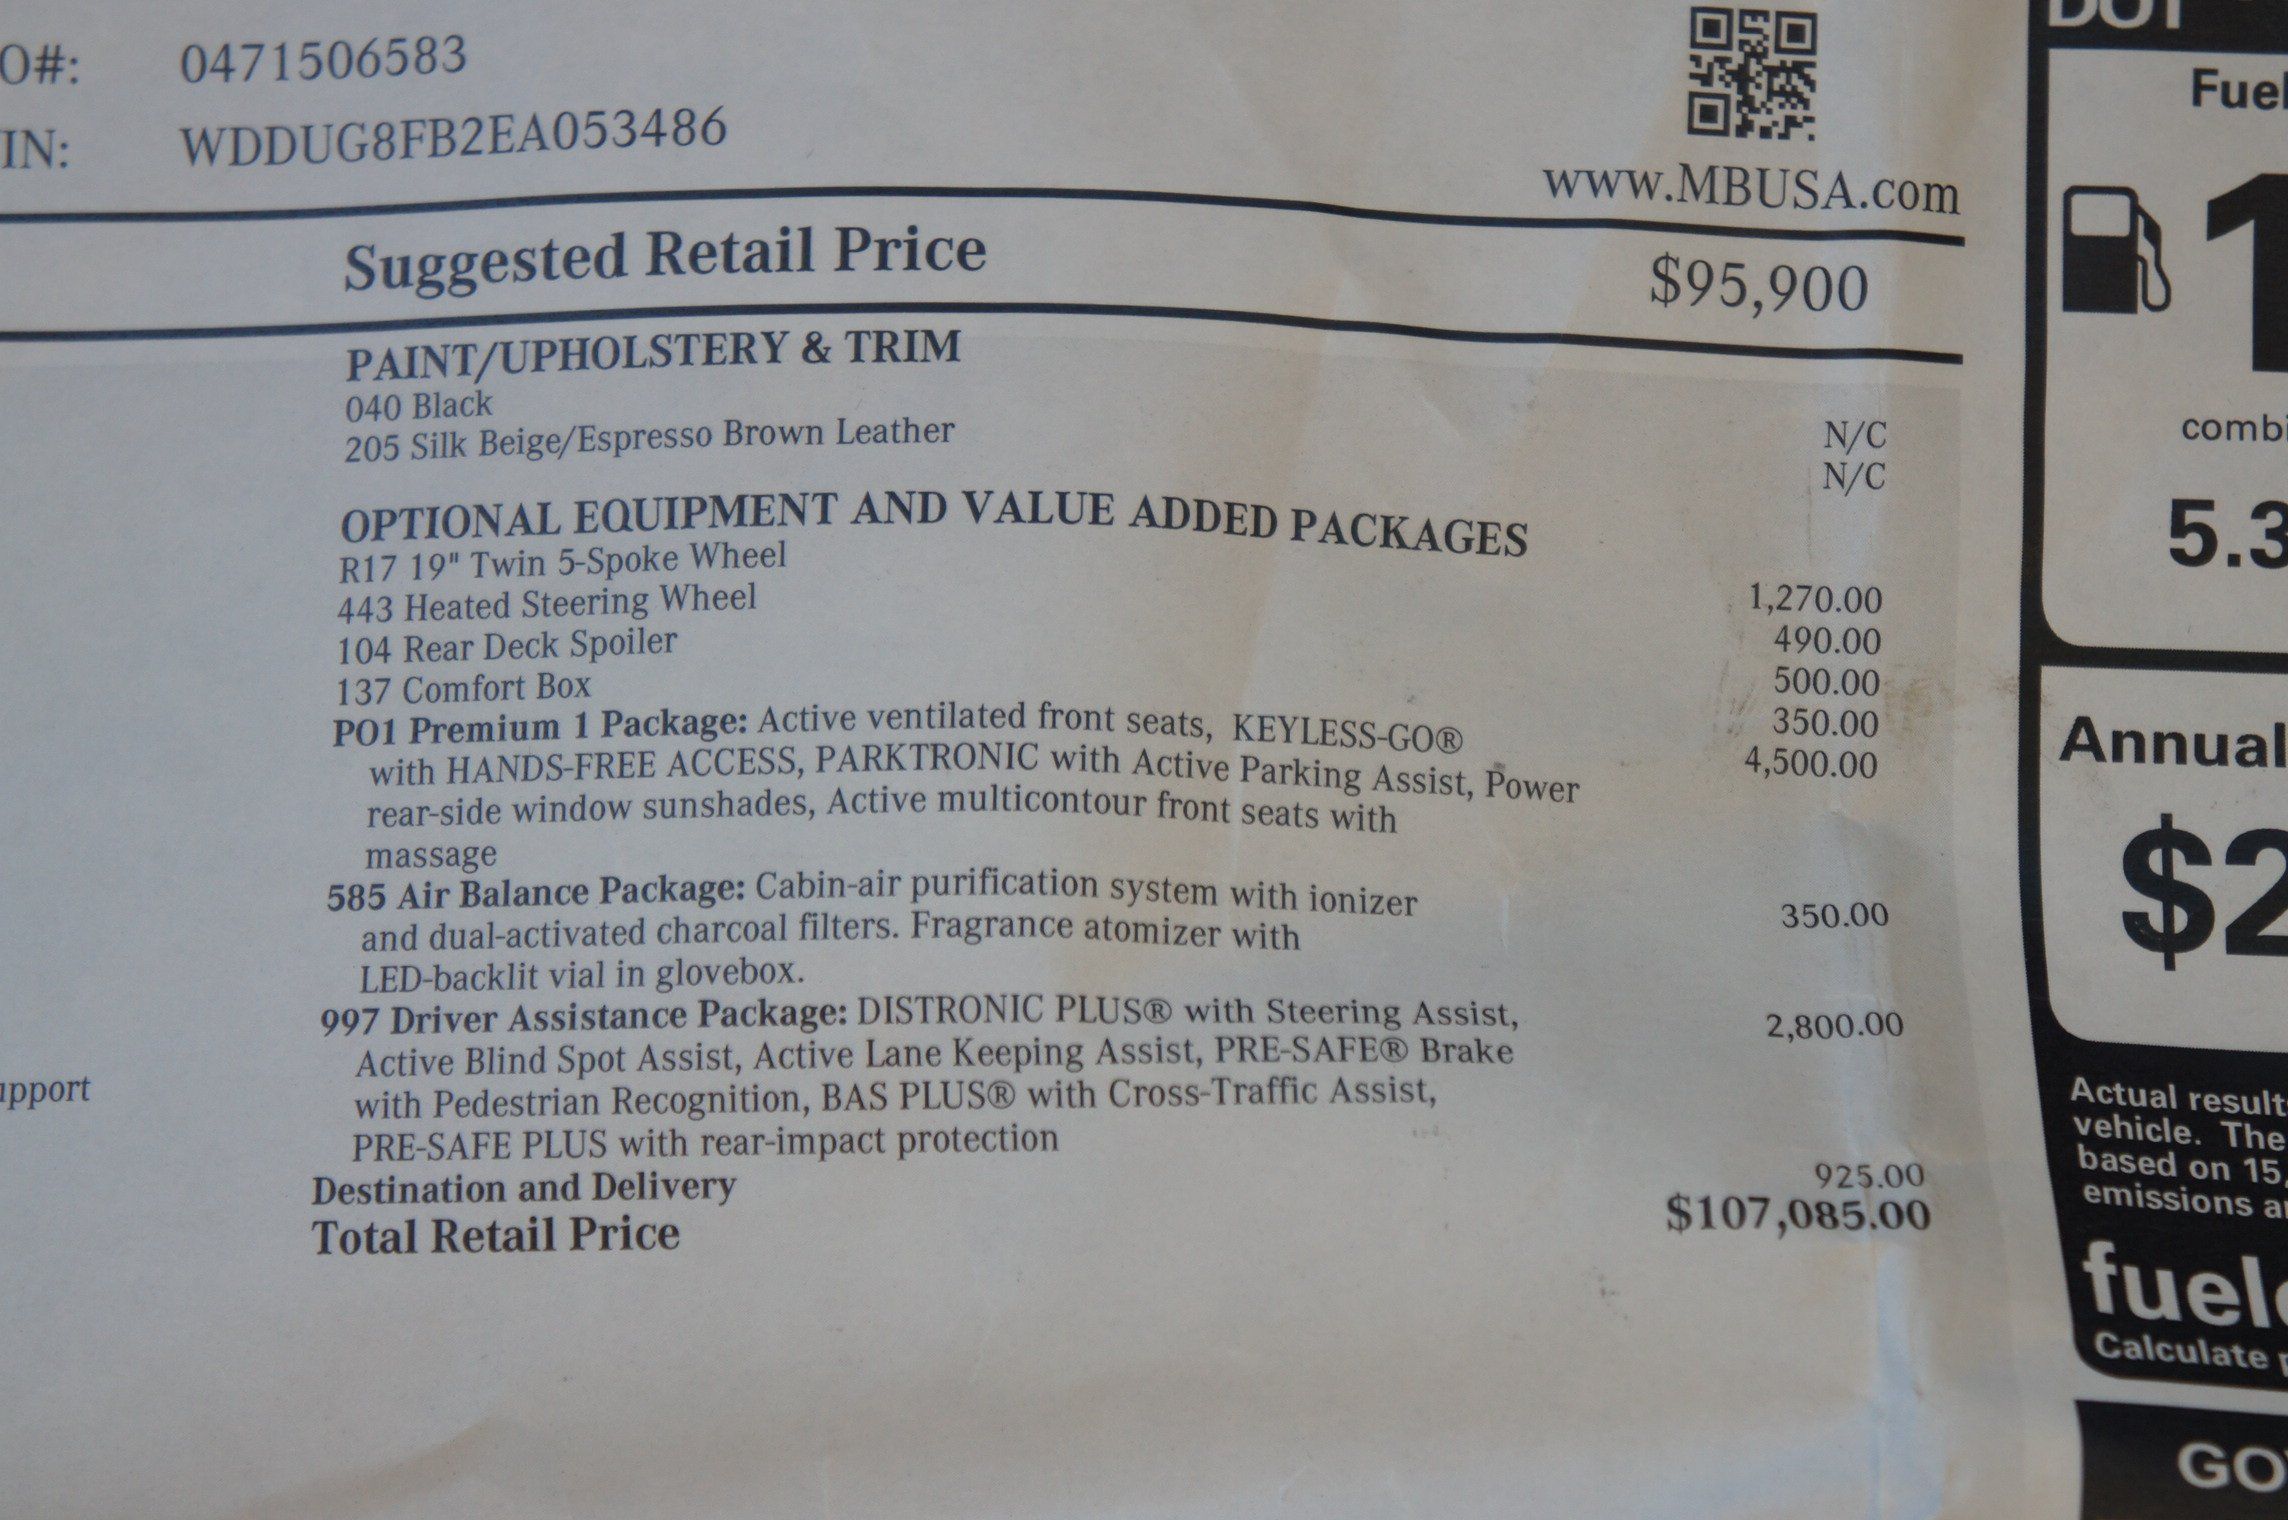 O#: 0471506583
IN: WDDUG8FB2EA053486
www.MBUSA.com
Suggested Retail Price $95,900
PAINT/UPHOLSTERY & TRIM
040 Black N/C
205 Silk Beige/Espresso Brown Leather N/C
OPTIONAL EQUIPMENT AND VALUE ADDED PACKAGES
R17 19" Twin 5-Spoke Wheel 1,270.00
443 Heated Steering Wheel 490.00
104 Rear Deck Spoiler 500.00
137 Comfort Box 350.00
PO1 Premium 1 Package: Active ventilated front seats, KEYLESS-GO® 4,500.00
with HANDS-FREE ACCESS, PARKTRONIC with Active Parking Assist, Power
rear-side window sunshades, Active multicontour front seats with
massage
585 Air Balance Package: Cabin-air purification system with ionizer 350.00
and dual-activated charcoal filters. Fragrance atomizer with
LED-backlit vial in glovebox.
997 Driver Assistance Package: DISTRONIC PLUS® with Steering Assist, 2,800.00
Active Blind Spot Assist, Active Lane Keeping Assist, PRE-SAFE® Brake
with Pedestrian Recognition, BAS PLUS® with Cross-Traffic Assist,
PRE-SAFE PLUS with rear-impact protection
Destination and Delivery 925.00
Total Retail Price $107,085.00
upport
DOT
Fuel
1
combi
5.3
Annual
$2
Actual results
vehicle. The
based on 15,
emissions a
fuele
Calculate
GO